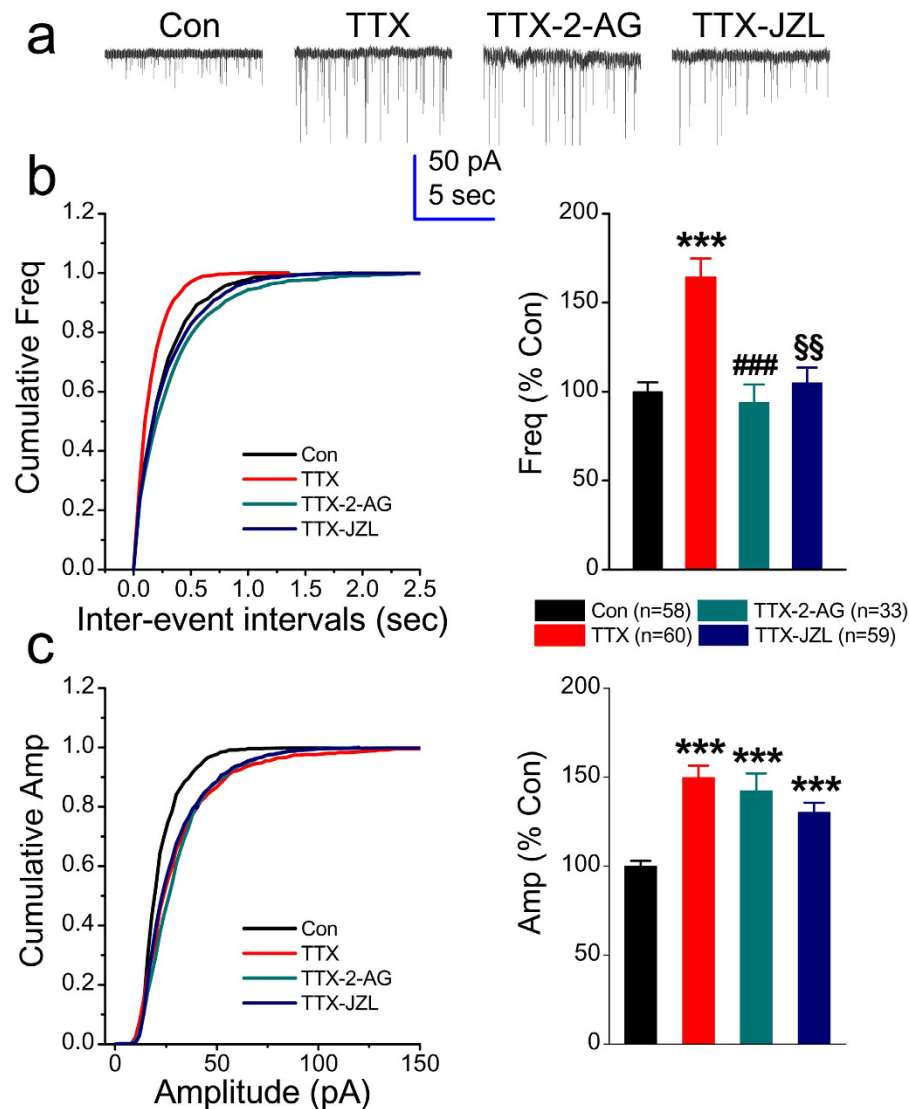 a
Con TTX TTX-2-AG TTX-JZL
50 pA
5 sec
b
Cumulative Freq
1.2
1.0
0.8
0.6
0.4
0.2
0.0
0.0 0.5 1.0 1.5 2.0 2.5
Inter-event intervals (sec)
Con
TTX
TTX-2-AG
TTX-JZL
Freq (% Con)
200
150
100
50
0
***
###
§§
Con (n=58) TTX-2-AG (n=33)
TTX (n=60) TTX-JZL (n=59)
c
Cumulative Amp
1.2
1.0
0.8
0.6
0.4
0.2
0.0
0 50 100 150
Amplitude (pA)
Con
TTX
TTX-2-AG
TTX-JZL
Amp (% Con)
200
150
100
50
0
*** *** ***